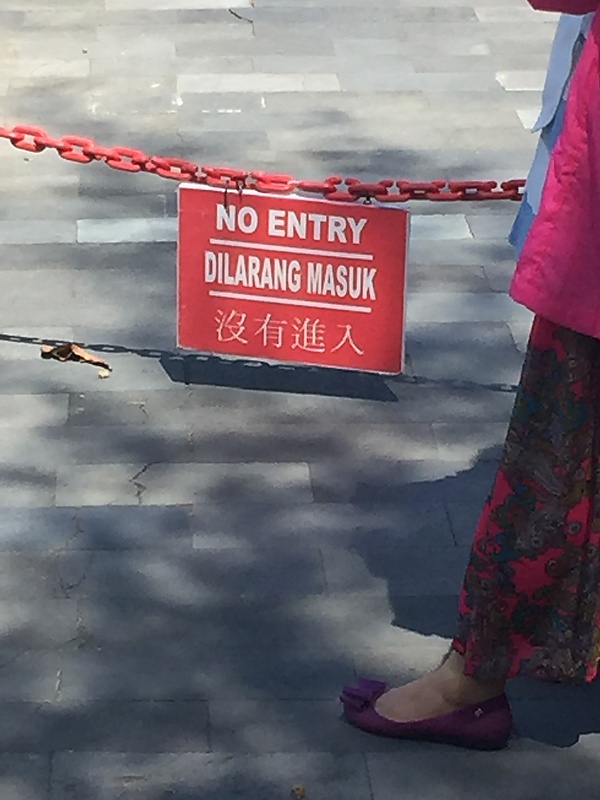 NO ENTRY
DILARANG MASUK
沒有進入